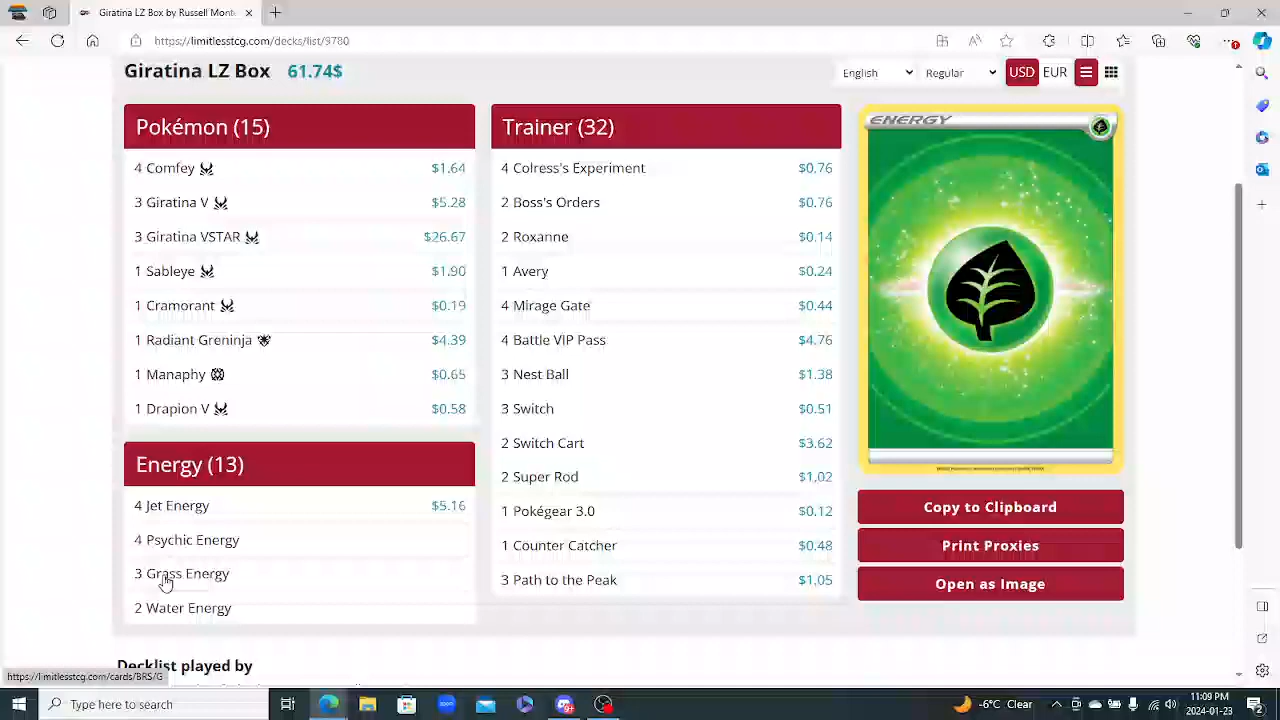 Giratina LZ Box by Russell Monte
https://limitlesstcg.com/decks/list/9780
Giratina LZ Box 61.74$
English Regular USD EUR
Pokémon (15)
4 Comfey $1.64
3 Giratina V $5.28
3 Giratina VSTAR $26.67
1 Sableye $1.90
1 Cramorant $0.19
1 Radiant Greninja $4.39
1 Manaphy $0.65
1 Drapion V $0.58
Energy (13)
4 Jet Energy $5.16
4 Psychic Energy
3 Grass Energy
2 Water Energy
Trainer (32)
4 Colress's Experiment $0.76
2 Boss's Orders $0.76
2 Roxanne $0.14
1 Avery $0.24
4 Mirage Gate $0.44
4 Battle VIP Pass $4.76
3 Nest Ball $1.38
3 Switch $0.51
2 Switch Cart $3.62
2 Super Rod $1.02
1 Pokégear 3.0 $0.12
1 Counter Catcher $0.48
3 Path to the Peak $1.05
ENERGY
Copy to Clipboard
Print Proxies
Open as Image
Decklist played by
https://limitlesstcg.com/cards/BRS/G
Type here to search
-7°C Clear
11:09 PM
2024-01-23